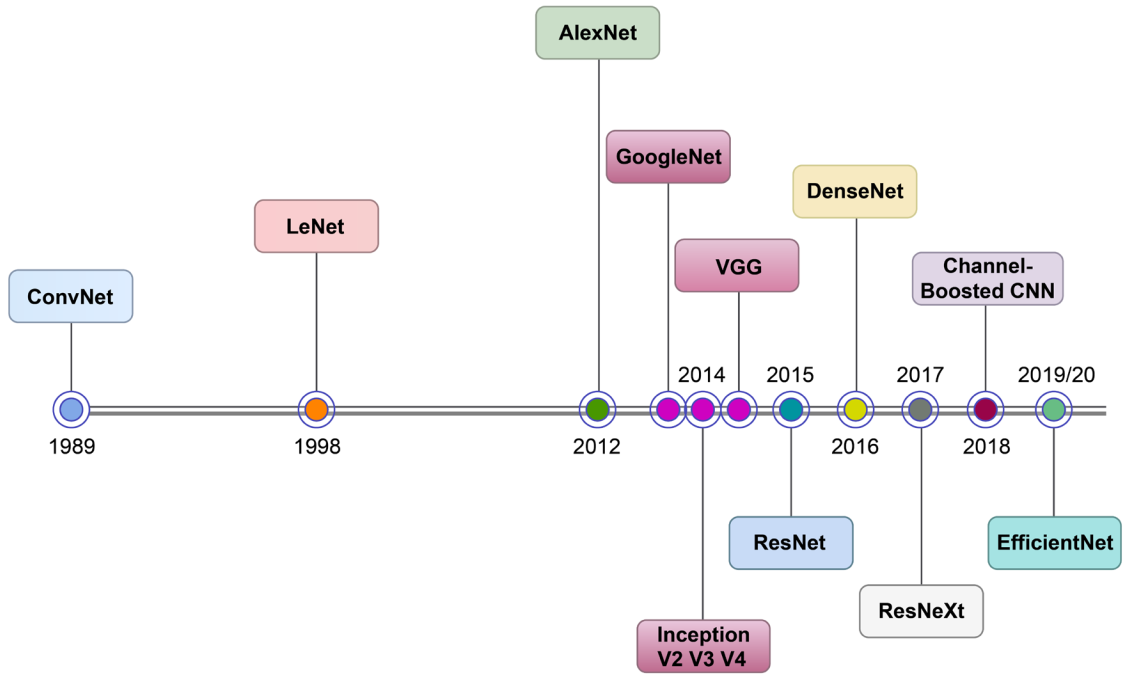 AlexNet
GoogleNet
DenseNet
LeNet
VGG
Channel-
Boosted CNN
ConvNet
2014
2015
2017
2019/20
1989
1998
2012
2016
2018
ResNet
EfficientNet
ResNeXt
Inception
V2 V3 V4